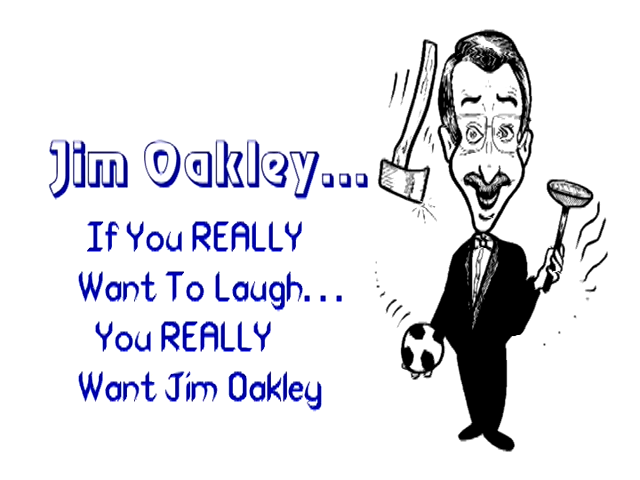 Jim Oakley...
If You REALLY
Want To Laugh...
You REALLY
Want Jim Oakley